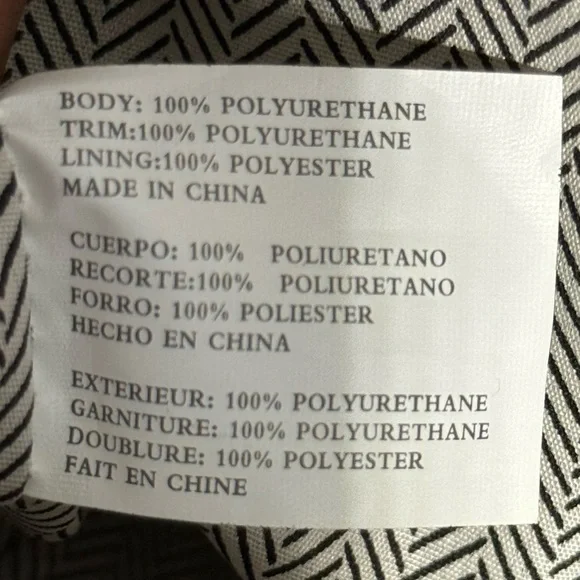 BODY: 100% POLYURETHANE
TRIM:100% POLYURETHANE
LINING:100% POLYESTER
MADE IN CHINA
CUERPO: 100% POLIURETANO
RECORTE:100% POLIURETANO
FORRO: 100% POLIESTER
HECHO EN CHINA
EXTERIEUR: 100% POLYURETHANE
GARNITURE: 100% POLYURETHANE
DOUBLURE: 100% POLYESTER
FAIT EN CHINE